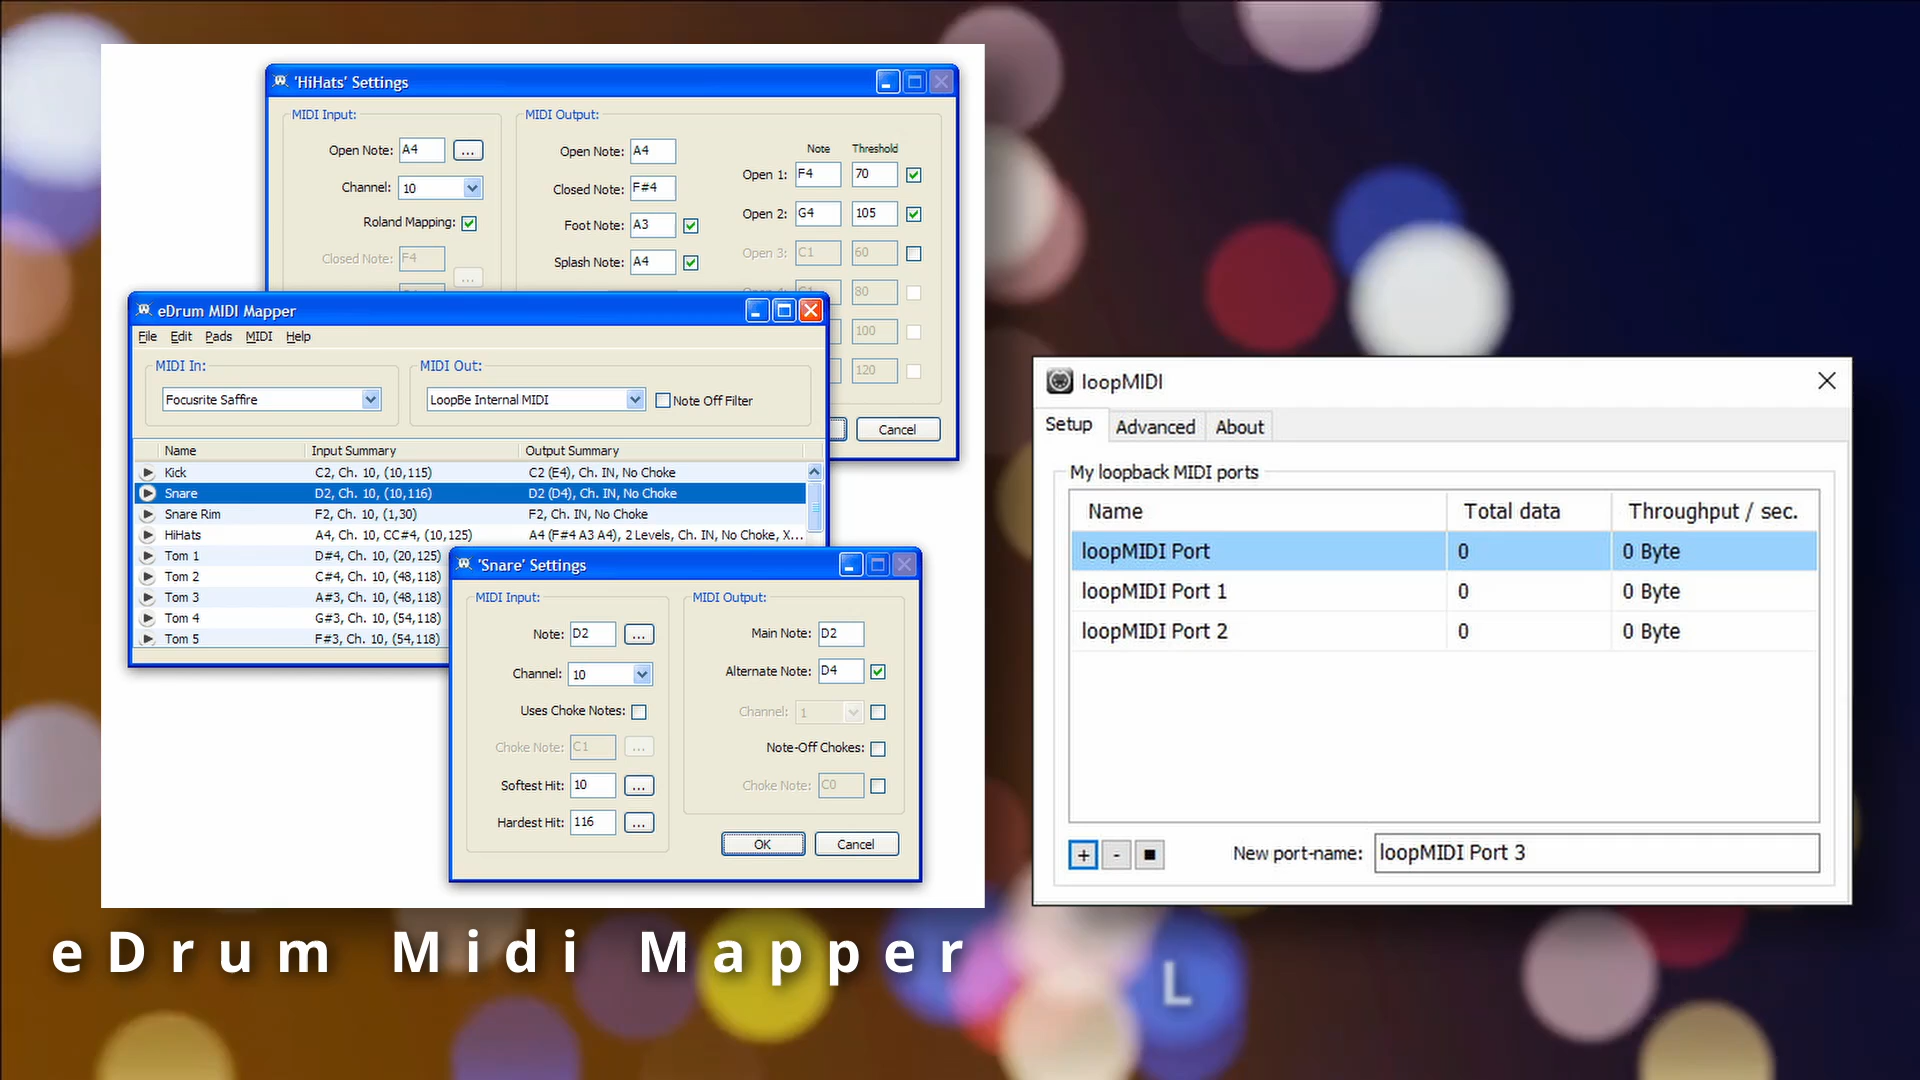 'HiHats' Settings
MIDI Input:
Open Note: A4 ...
Channel: 10
Roland Mapping:
Closed Note: F4
...
MIDI Output:
Open Note: A4
Closed Note: F#4
Foot Note: A3
Splash Note: A4
Note Threshold
Open 1: F4 70
Open 2: G4 105
Open 3: C1 60
80
100
120
Cancel
eDrum MIDI Mapper
File Edit Pads MIDI Help
MIDI In:
Focusrite Saffire
MIDI Out:
LoopBe Internal MIDI Note Off Filter
Name Input Summary Output Summary
Kick C2, Ch. 10, (10,115) C2 (E4), Ch. IN, No Choke
Snare D2, Ch. 10, (10,116) D2 (D4), Ch. IN, No Choke
Snare Rim F2, Ch. 10, (1,30) F2, Ch. IN, No Choke
HiHats A4, Ch. 10, CC#4, (10,125) A4 (F#4 A3 A4), 2 Levels, Ch. IN, No Choke, X...
Tom 1 D#4, Ch. 10, (20,125)
Tom 2 C#4, Ch. 10, (48,118)
Tom 3 A#3, Ch. 10, (48,118)
Tom 4 G#3, Ch. 10, (54,118)
Tom 5 F#3, Ch. 10, (54,118)
'Snare' Settings
MIDI Input:
Note: D2 ...
Channel: 10
Uses Choke Notes:
Choke Note: C1 ...
Softest Hit: 10 ...
Hardest Hit: 116 ...
MIDI Output:
Main Note: D2
Alternate Note: D4
Channel: 1
Note-Off Chokes:
Choke Note: C0
OK Cancel
eDrum Midi Mapper
loopMIDI
Setup Advanced About
My loopback MIDI ports
Name Total data Throughput / sec.
loopMIDI Port 0 0 Byte
loopMIDI Port 1 0 0 Byte
loopMIDI Port 2 0 0 Byte
+ - New port-name: loopMIDI Port 3
L